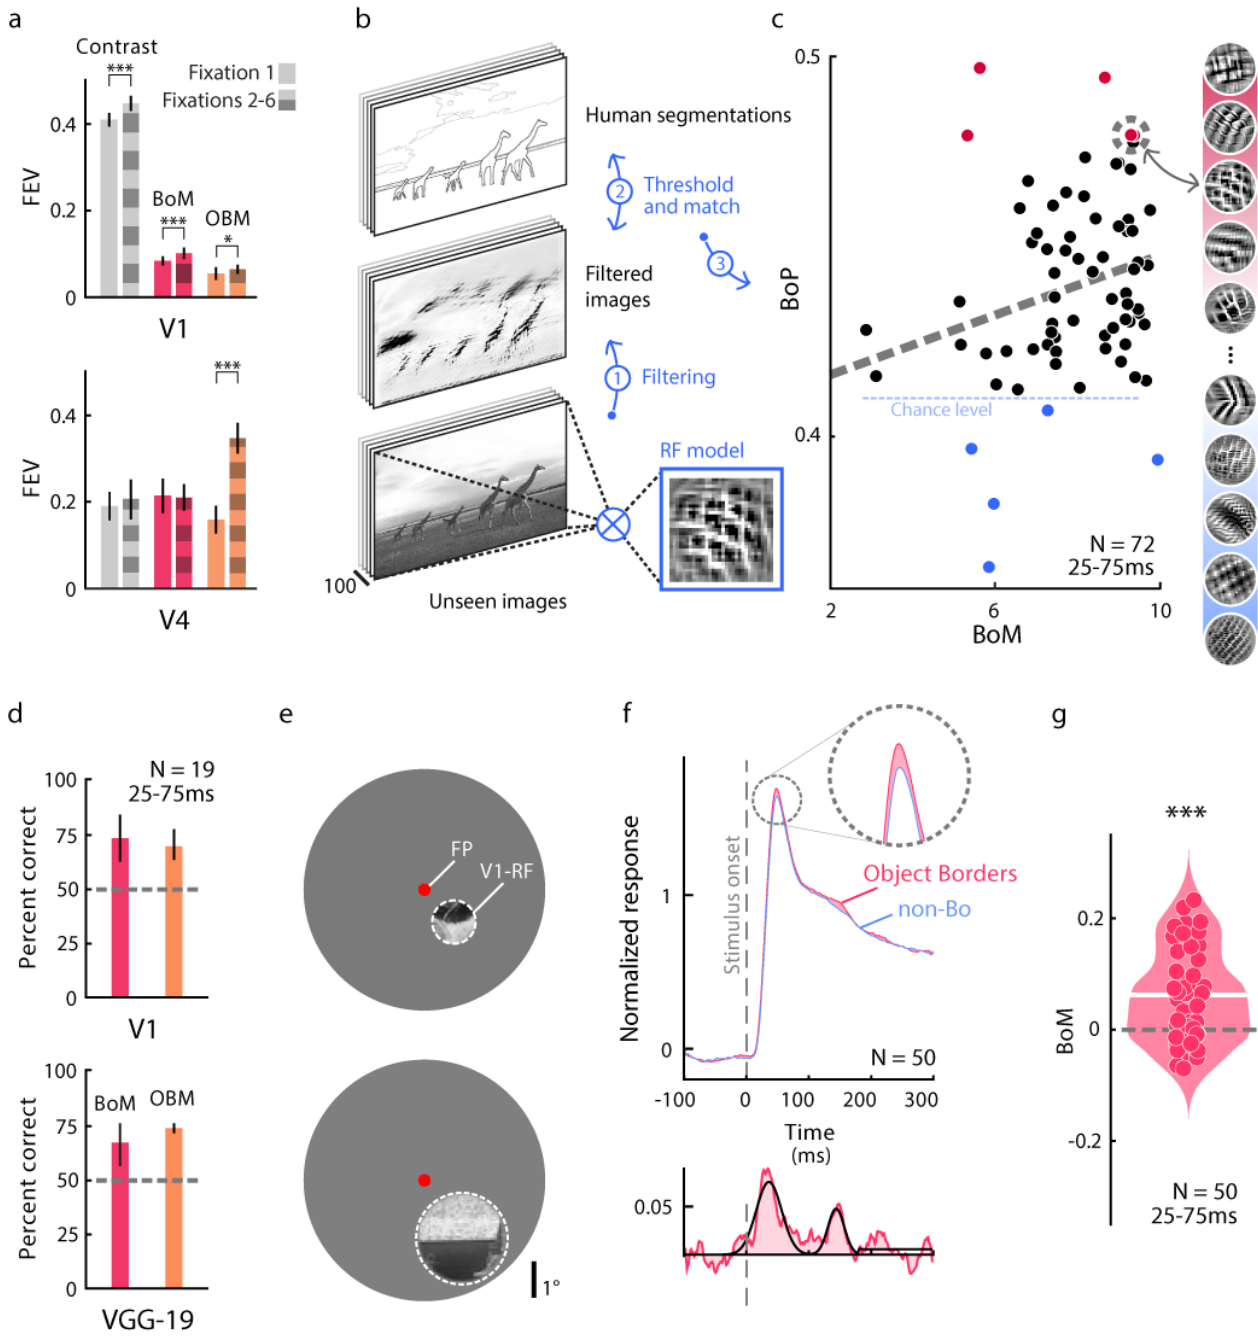 a
Contrast
***
Fixation 1
Fixations 2-6
0.4
BoM
***
OBM
*
0.2
0
FEV
V1
***
0.4
0.2
0
FEV
V4
b
Human segmentations
2
Threshold
and match
3
Filtered
images
1
Filtering
RF model
100
Unseen images
c
0.5
BoP
0.4
Chance level
N = 72
25-75ms
2
6
10
BoM
d
100
N = 19
25-75ms
75
50
25
0
Percent correct
V1
100
BoM
OBM
75
50
25
0
Percent correct
VGG-19
e
FP
V1-RF
1°
f
Normalized response
Stimulus onset
1
Object Borders
non-Bo
0
N = 50
-100
0
100
200
300
Time
(ms)
0.05
g
***
0.2
BoM
0
-0.2
N = 50
25-75ms